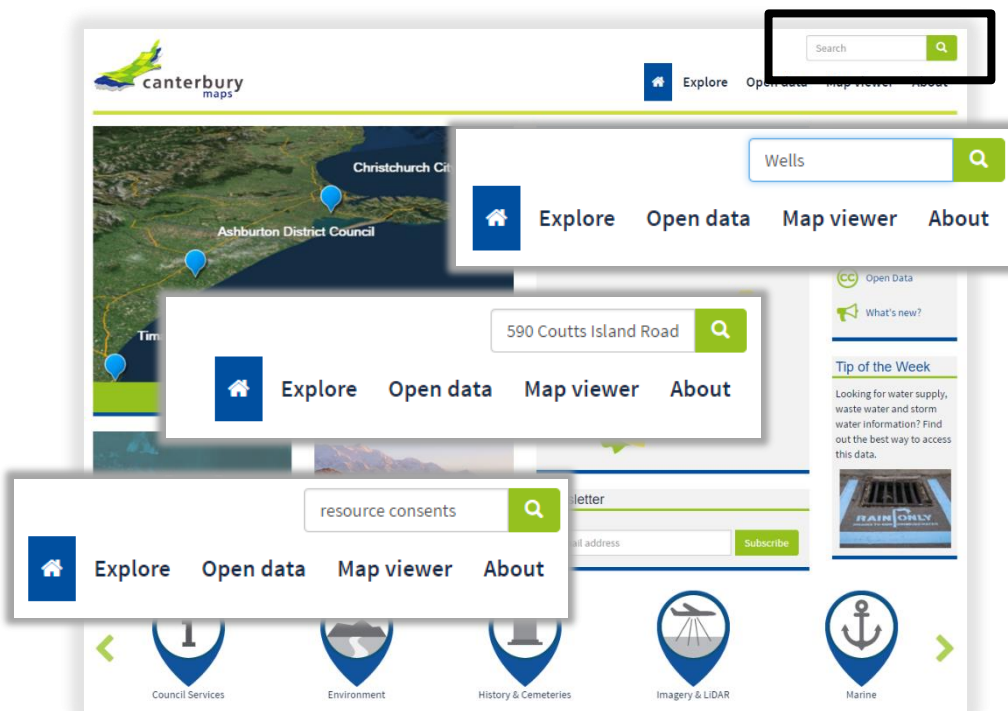 canterbury
maps
Search
Explore Open data Map viewer About
Christchurch Cit
Ashburton District Council
Tim
Wells
Explore Open data Map viewer About
CC Open Data
What's new?
590 Coutts Island Road
Explore Open data Map viewer About
Tip of the Week
Looking for water supply,
waste water and storm
water information? Find
out the best way to access
this data.
RAIN ONLY
resource consents
Explore Open data Map viewer About
letter
ail address Subscribe
Council Services Environment History & Cemeteries Imagery & LiDAR Marine